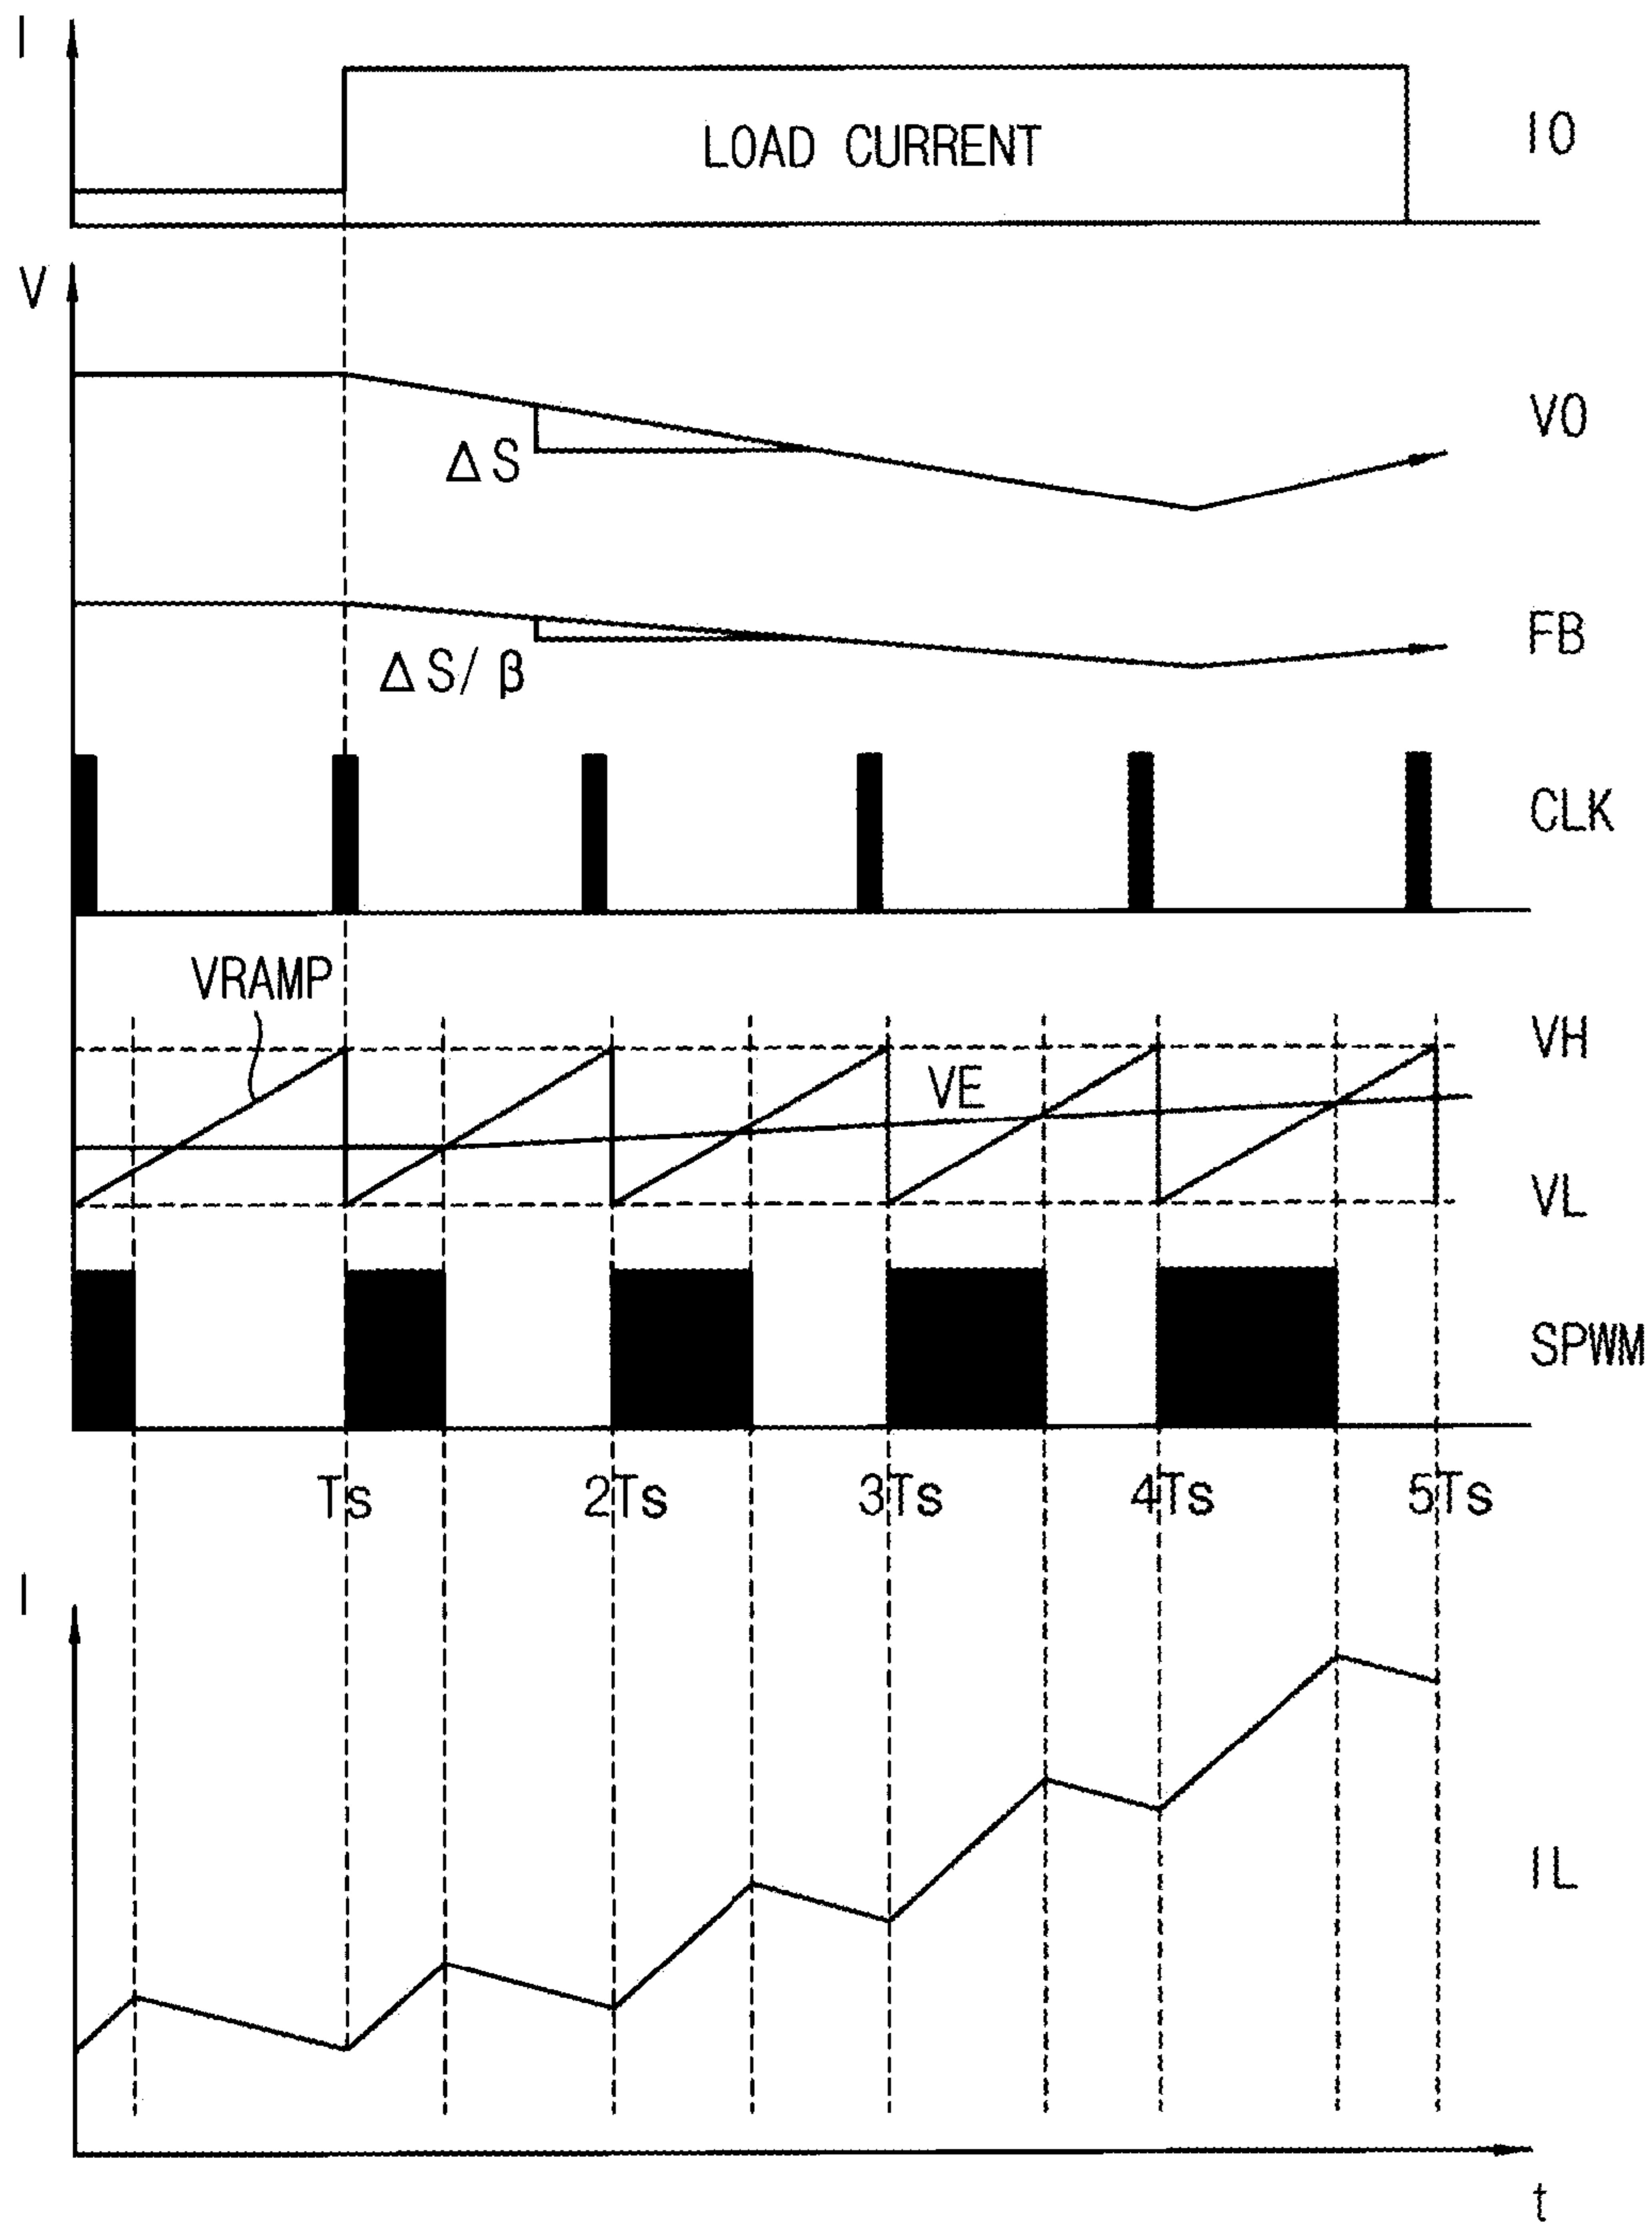 I
LOAD CURRENT
IO
V
VO
ΔS
FB
ΔS/β
CLK
VRAMP
VH
VE
VL
SPWM
Ts 2Ts 3Ts 4Ts 5Ts
I
IL
t